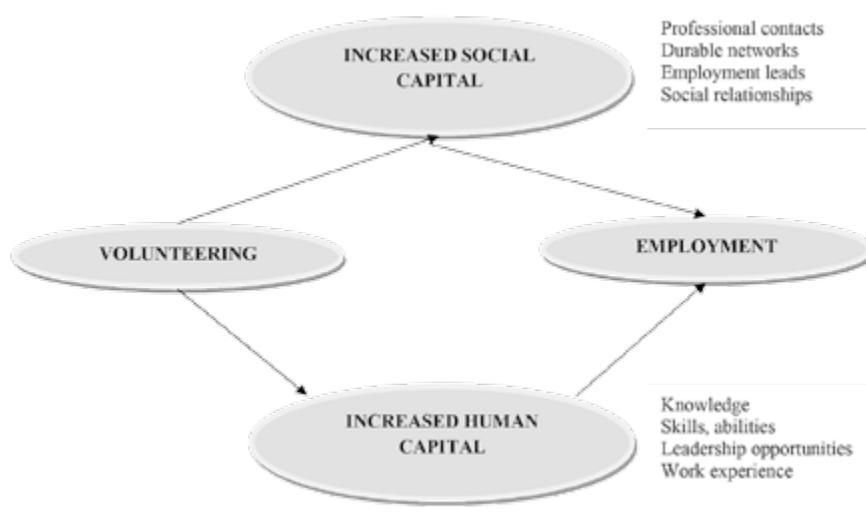 INCREASED SOCIAL
CAPITAL
Professional contacts
Durable networks
Employment leads
Social relationships
VOLUNTEERING
EMPLOYMENT
INCREASED HUMAN
CAPITAL
Knowledge
Skills, abilities
Leadership opportunities
Work experience